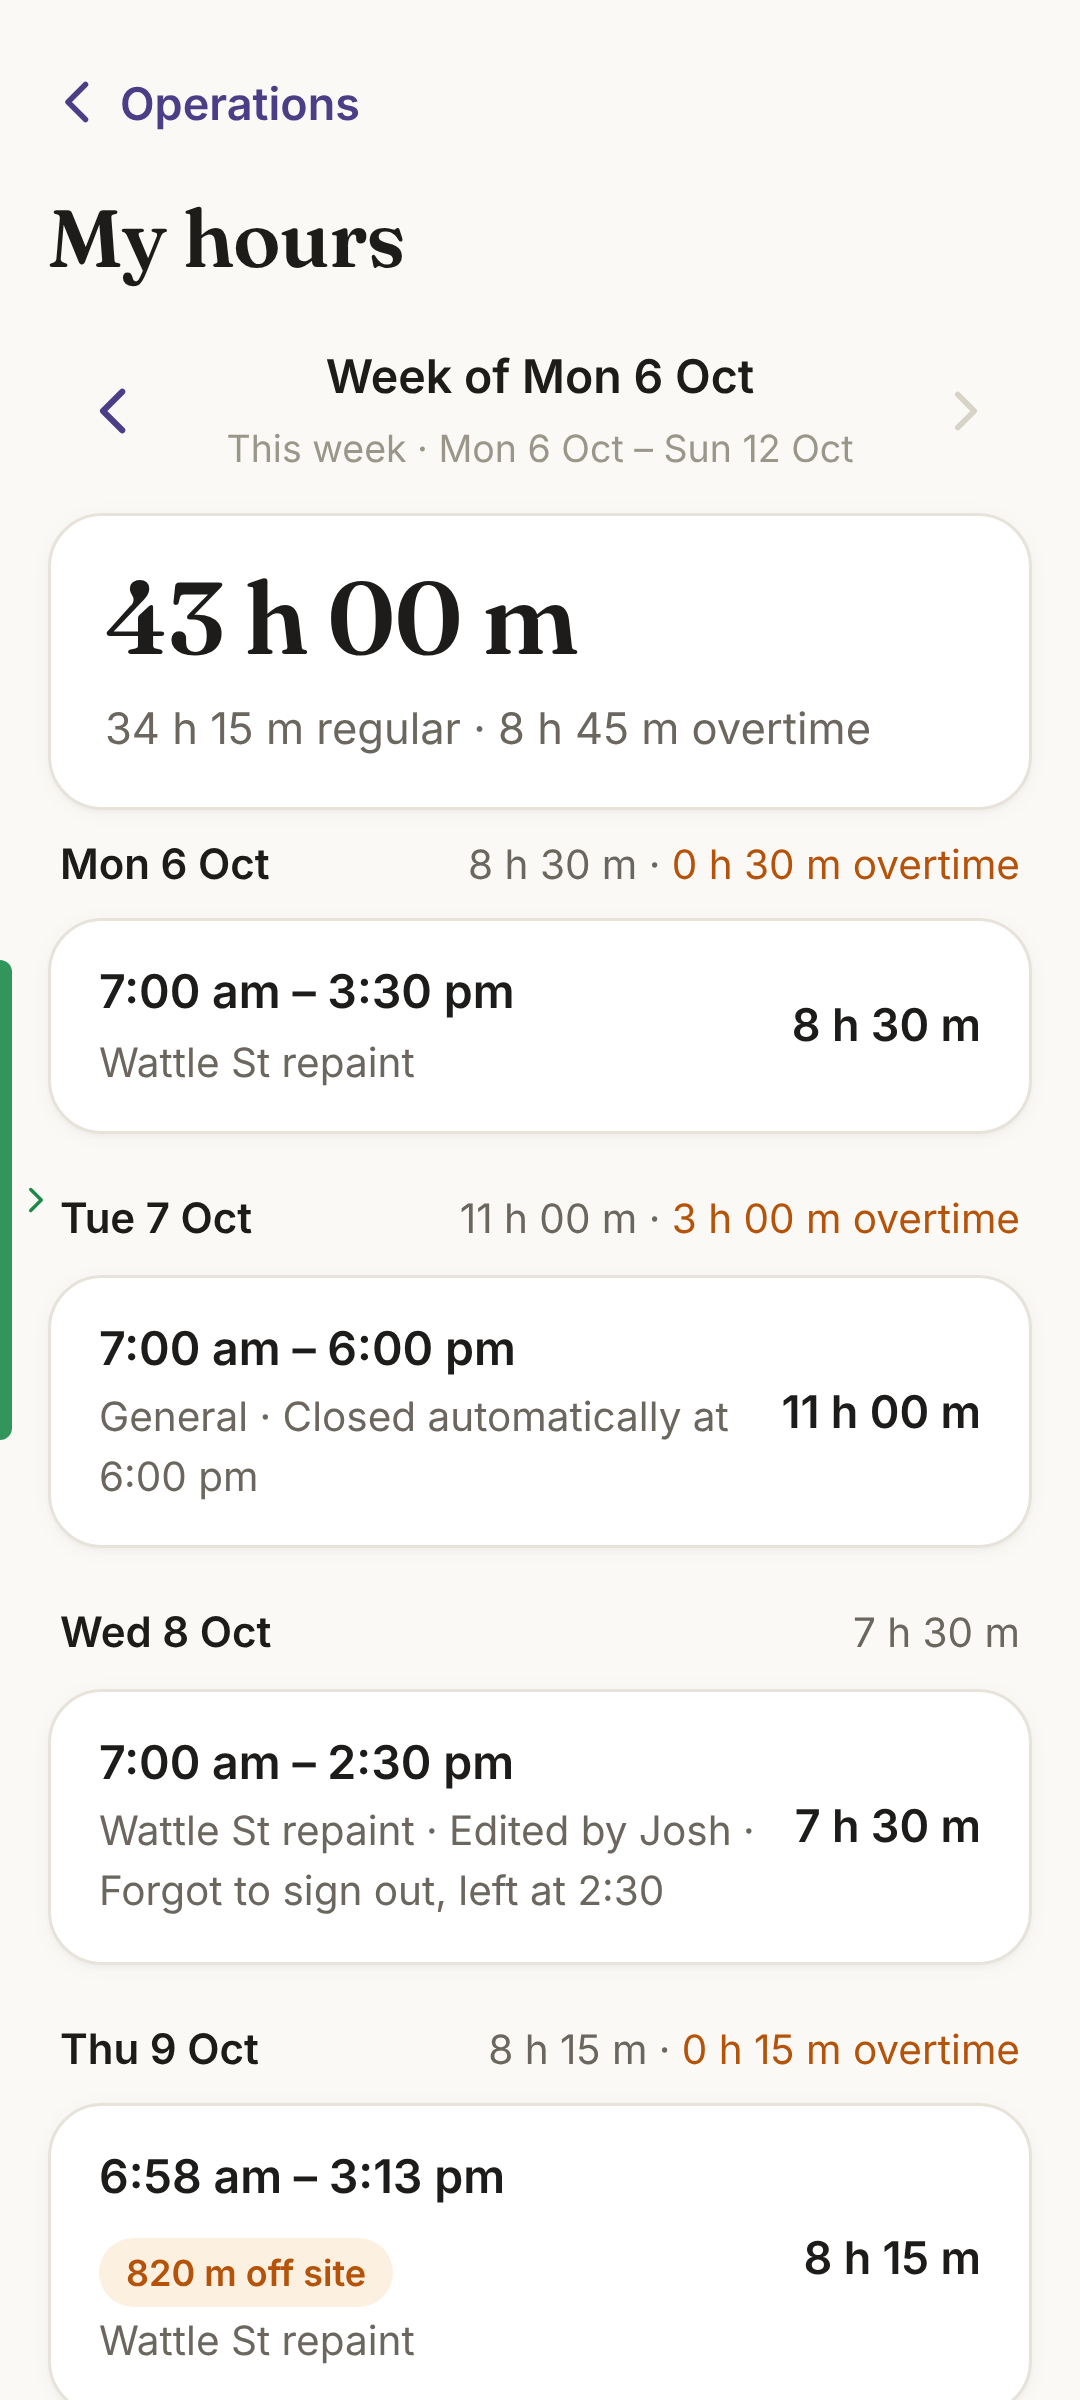 Operations
My hours
Week of Mon 6 Oct
This week · Mon 6 Oct – Sun 12 Oct
43 h 00 m
34 h 15 m regular · 8 h 45 m overtime
Mon 6 Oct
8 h 30 m · 0 h 30 m overtime
7:00 am – 3:30 pm
Wattle St repaint
8 h 30 m
Tue 7 Oct
11 h 00 m · 3 h 00 m overtime
7:00 am – 6:00 pm
General · Closed automatically at
6:00 pm
11 h 00 m
Wed 8 Oct
7 h 30 m
7:00 am – 2:30 pm
Wattle St repaint · Edited by Josh ·
Forgot to sign out, left at 2:30
7 h 30 m
Thu 9 Oct
8 h 15 m · 0 h 15 m overtime
6:58 am – 3:13 pm
820 m off site
Wattle St repaint
8 h 15 m